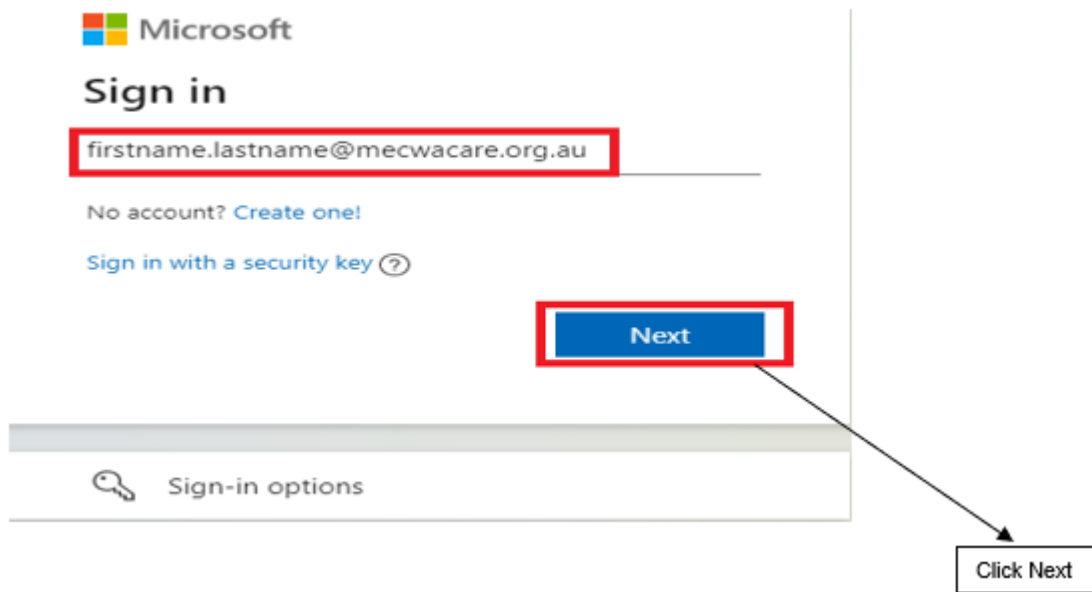 Microsoft
Sign in
firstname.lastname@mecwacare.org.au
No account? Create one!
Sign in with a security key
Next
Sign-in options
Click Next